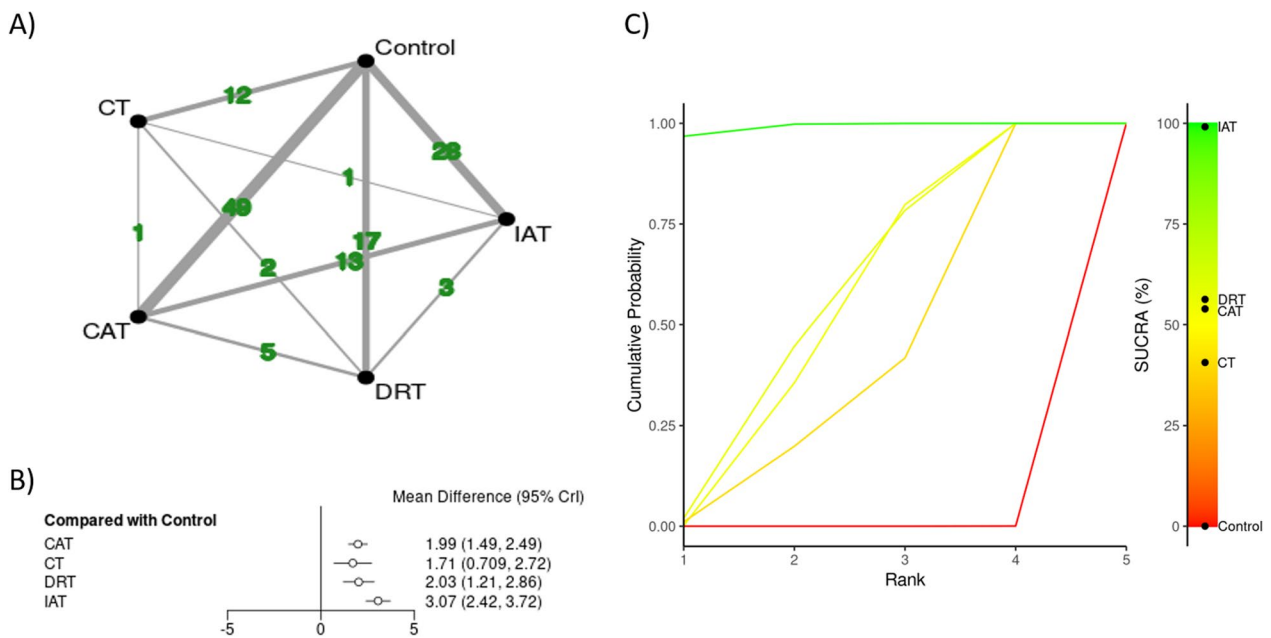 A)
Control
CT
12
28
1
49
1
17
13
2
3
IAT
CAT
5
DRT
B)
Mean Difference (95% CrI)
Compared with Control
CAT 1.99 (1.49, 2.49)
CT 1.71 (0.709, 2.72)
DRT 2.03 (1.21, 2.86)
IAT 3.07 (2.42, 3.72)
-5 0 5
C)
Cumulative Probability
1.00
0.75
0.50
0.25
0.00
1 2 3 4 5
Rank
SUCRA (%)
100
75
50
25
0
IAT
DRT
CAT
CT
Control